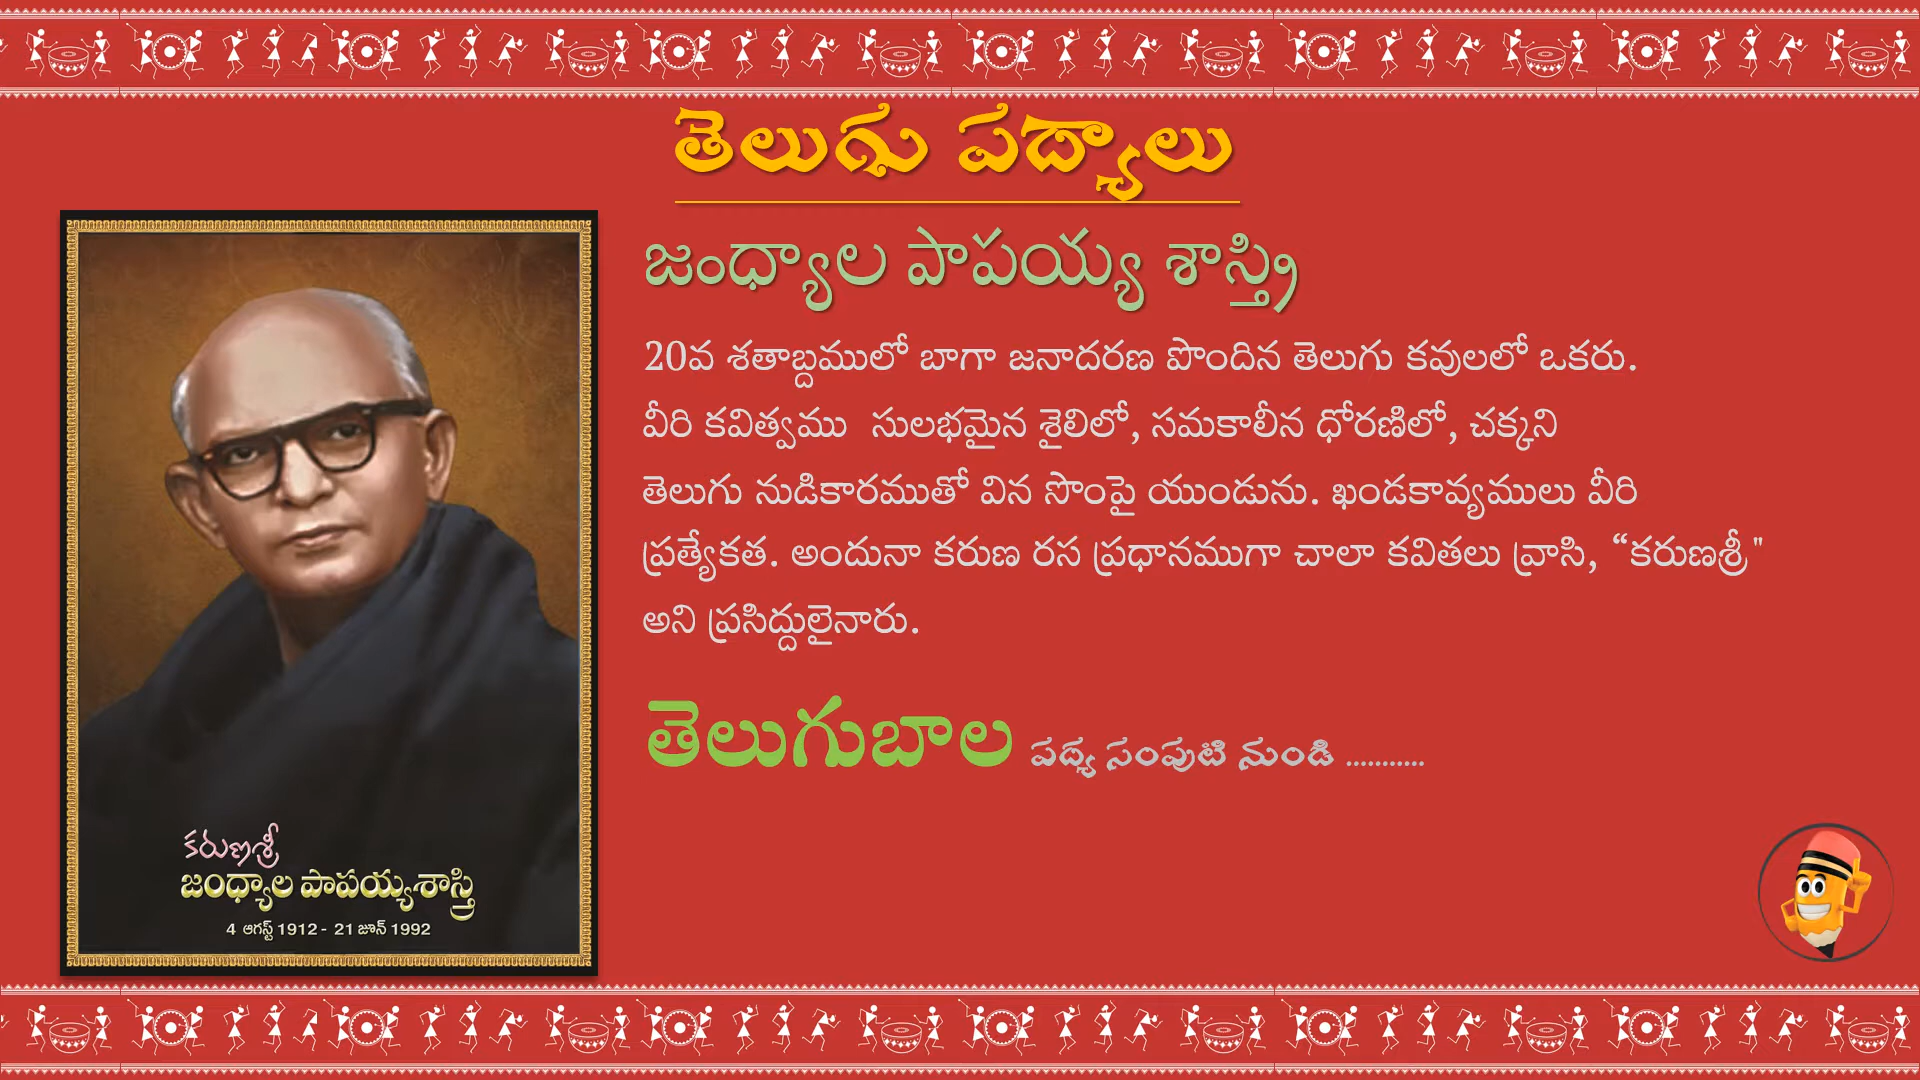 తెలుగు పద్యాలు
జంధ్యాల పాపయ్య శాస్త్రి
20వ శతాబ్దములో బాగా జనాదరణ పొందిన తెలుగు కవులలో ఒకరు.
వీరి కవిత్వము సులభమైన శైలిలో, సమకాలీన ధోరణిలో, చక్కని
తెలుగు నుడికారముతో విన సొంపై యుండును. ఖండకావ్యములు వీరి
ప్రత్యేకత. అందునా కరుణ రస ప్రధానముగా చాలా కవితలు వ్రాసి, “కరుణశ్రీ"
అని ప్రసిద్దులైనారు.
తెలుగుబాల పద్య సంపుటి నుండి ...........
కరుణశ్రీ
జంధ్యాల పాపయ్యశాస్త్రి
4 ఆగస్ట్ 1912 - 21 జూన్ 1992